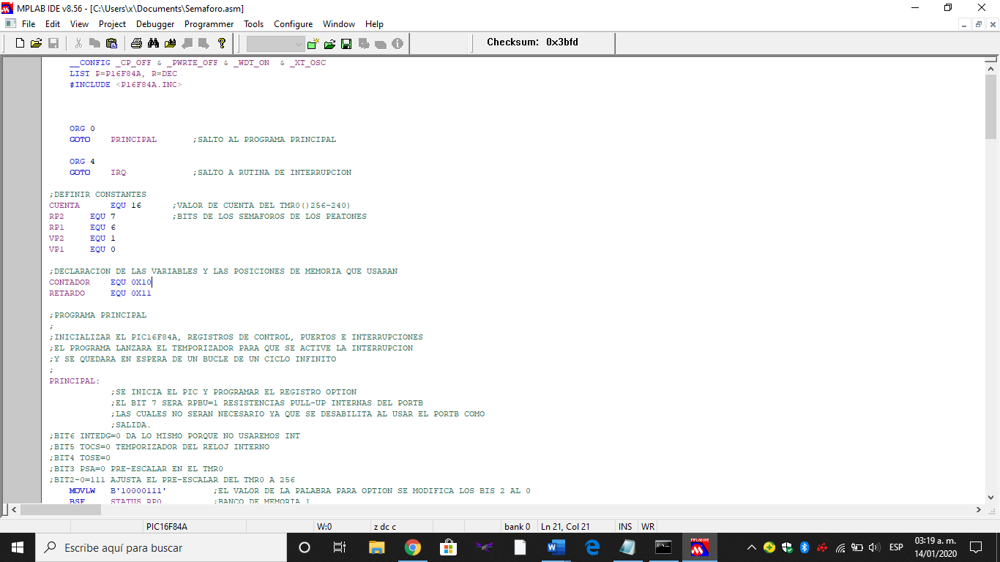 MPLAB IDE v8.56 - [C:\Users\x\Documents\Semaforo.asm]
File Edit View Project Debugger Programmer Tools Configure Window Help
Checksum: 0x3bfd
__CONFIG _CP_OFF & _PWRTE_OFF & _WDT_ON & _XT_OSC
LIST P=P16F84A, R=DEC
#INCLUDE <P16F84A.INC>
ORG 0
GOTO PRINCIPAL ;SALTO AL PROGRAMA PRINCIPAL
ORG 4
GOTO IRQ ;SALTO A RUTINA DE INTERRUPCION
;DEFINIR CONSTANTES
CUENTA EQU 16 ;VALOR DE CUENTA DEL TMR0()256-240)
RP2 EQU 7 ;BITS DE LOS SEMAFOROS DE LOS PEATONES
RP1 EQU 6
VP2 EQU 1
VP1 EQU 0
;DECLARACION DE LAS VARIABLES Y LAS POSICIONES DE MEMORIA QUE USARAN
CONTADOR EQU 0X10
RETARDO EQU 0X11
;PROGRAMA PRINCIPAL
;
;INICIALIZAR EL PIC16F84A, REGISTROS DE CONTROL, PUERTOS E INTERRUPCIONES
;EL PROGRAMA LANZARA EL TEMPORIZADOR PARA QUE SE ACTIVE LA INTERRUPCION
;Y SE QUEDARA EN ESPERA DE UN BUCLE DE UN CICLO INFINITO
;
PRINCIPAL:
;SE INICIA EL PIC Y PROGRAMAR EL REGISTRO OPTION
;EL BIT 7 SERA RPBU=1 RESISTENCIAS PULL-UP INTERNAS DEL PORTB
;LAS CUALES NO SERAN NECESARIO YA QUE SE DESABILITA AL USAR EL PORTB COMO
;SALIDA.
;BIT6 INTEDG=0 DA LO MISMO PORQUE NO USAREMOS INT
;BIT5 TOCS=0 TEMPORIZADOR DEL RELOJ INTERNO
;BIT4 TOSE=0
;BIT3 PSA=0 PRE-ESCALAR EN EL TMR0
;BIT2-0=111 AJUSTA EL PRE-ESCALAR DEL TMR0 A 256
MOVLW B'10000111' ;EL VALOR DE LA PALABRA PARA OPTION SE MODIFICA LOS BIS 2 AL 0
BSF STATUS,RP0 ;BANCO DE MEMORIA 1
PIC16F84A W:0 z dc c bank 0 Ln 21, Col 21 INS WR
Escribe aquí para buscar
ESP
03:19 a. m.
14/01/2020